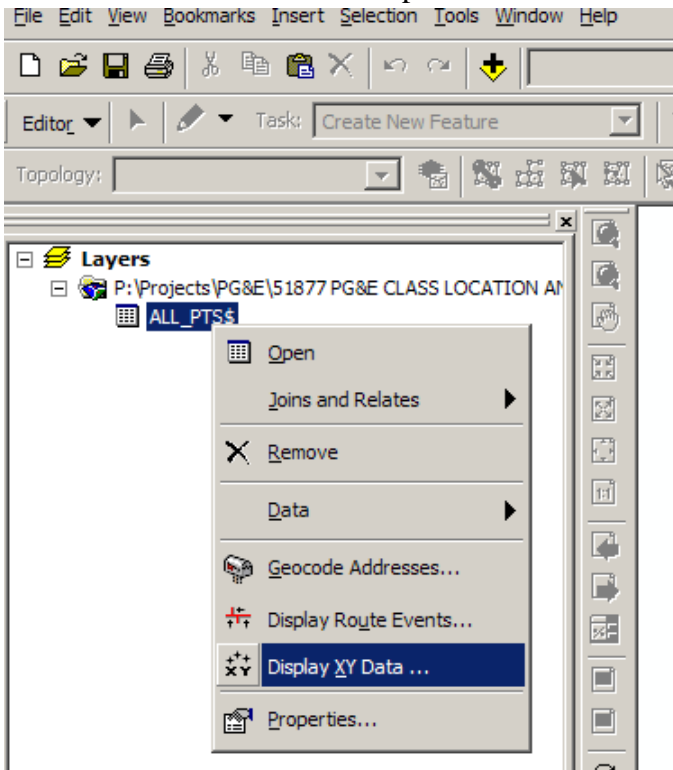 File Edit View Bookmarks Insert Selection Tools Window Help
Editor Task: Create New Feature
Topology:
Layers
P:\Projects\PG&E\51877 PG&E CLASS LOCATION AN
ALL_PTS$
Open
Joins and Relates
Remove
Data
Geocode Addresses...
Display Route Events...
Display XY Data ...
Properties...
1:1